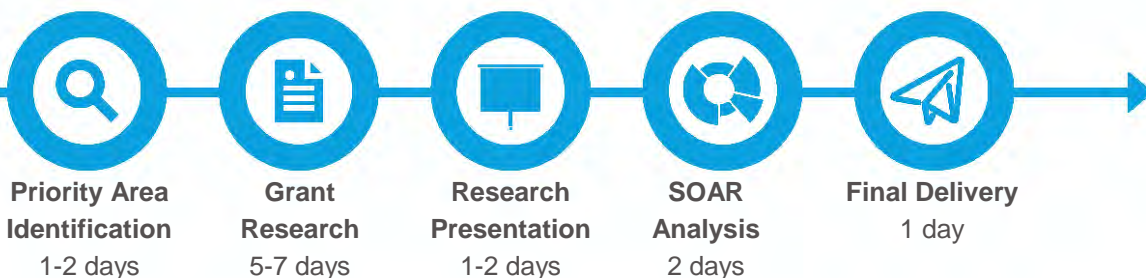 Priority Area
Identification
1-2 days
Grant
Research
5-7 days
Research
Presentation
1-2 days
SOAR
Analysis
2 days
Final Delivery
1 day